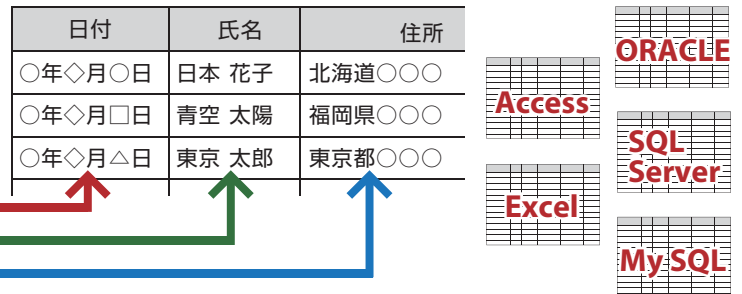 日付 氏名 住所
○年◇月○日 日本 花子 北海道○○○
○年◇月□日 青空 太陽 福岡県○○○
○年◇月△日 東京 太郎 東京都○○○
ORACLE
Access
SQL
Server
Excel
My SQL